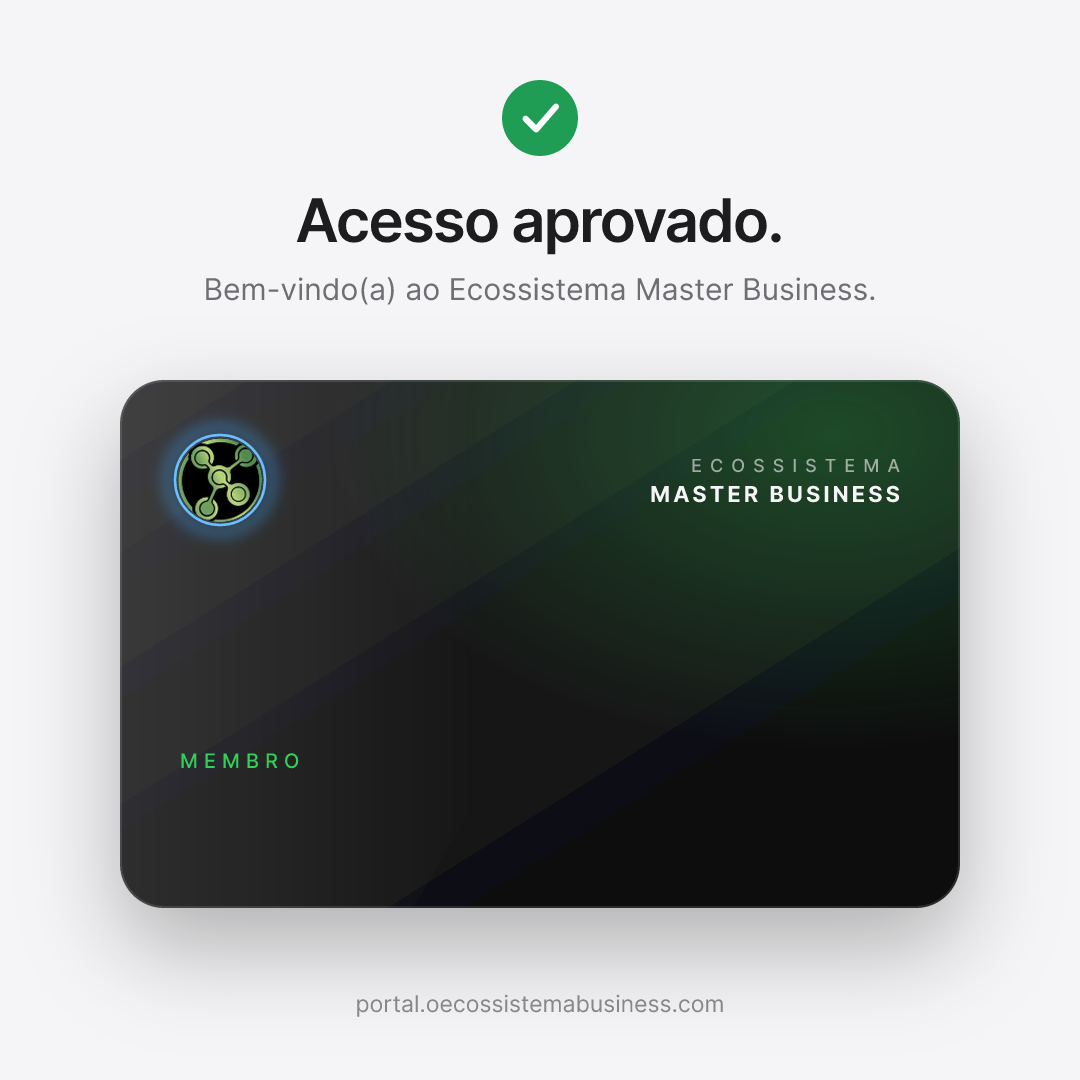 Acesso aprovado.
Bem-vindo(a) ao Ecossistema Master Business.
ECOSSISTEMA
MASTER BUSINESS
MEMBRO
portal.oecossistemabusiness.com